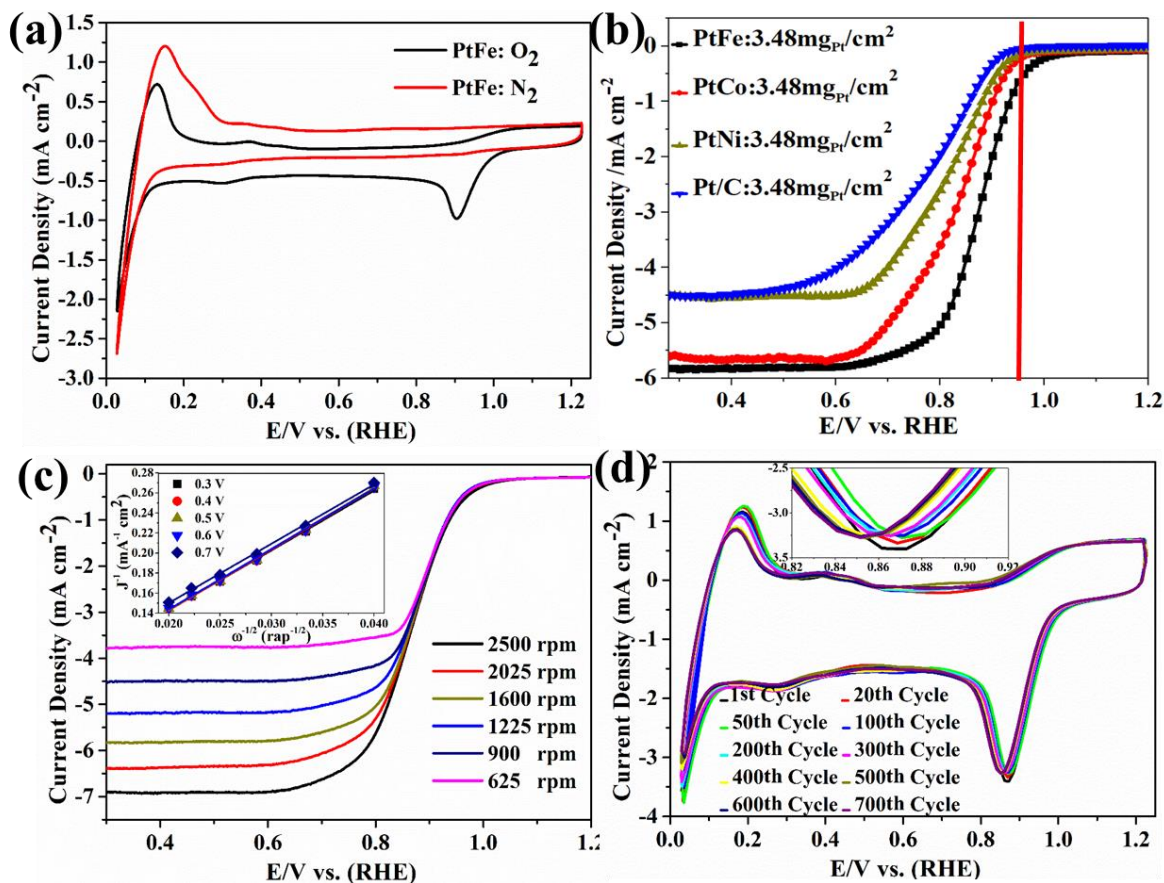 (a)
1.5
1.0
0.5
0.0
-0.5
-1.0
-1.5
-2.0
-2.5
-3.0
Current Density (mA cm-2)
PtFe: O2
PtFe: N2
0.0 0.2 0.4 0.6 0.8 1.0 1.2
E/V vs. (RHE)
(b)
PtFe:3.48mgPt/cm2
PtCo:3.48mgPt/cm2
PtNi:3.48mgPt/cm2
Pt/C:3.48mgPt/cm2
0
-1
-2
-3
-4
-5
-6
Current Density /mA cm-2
0.4 0.6 0.8 1.0 1.2
E/V vs. RHE
(c)
0
-1
-2
-3
-4
-5
-6
-7
Current Density (mA cm-2)
0.28
0.26
0.24
0.22
0.20
0.18
0.16
0.14
J-1 (mA-1 cm2)
0.3 V
0.4 V
0.5 V
0.6 V
0.7 V
0.020 0.025 0.030 0.035 0.040
ω-1/2 (rap-1/2)
2500 rpm
2025 rpm
1600 rpm
1225 rpm
900 rpm
625 rpm
0.4 0.6 0.8 1.0 1.2
E/V vs. (RHE)
(d)
2
1
0
-1
-2
-3
-4
Current Density (mA cm-2)
-2.5
-3.0
-3.5
0.82 0.84 0.86 0.88 0.90 0.92
1st Cycle 20th Cycle
50th Cycle 100th Cycle
200th Cycle 300th Cycle
400th Cycle 500th Cycle
600th Cycle 700th Cycle
0.0 0.2 0.4 0.6 0.8 1.0 1.2
E/V vs. (RHE)